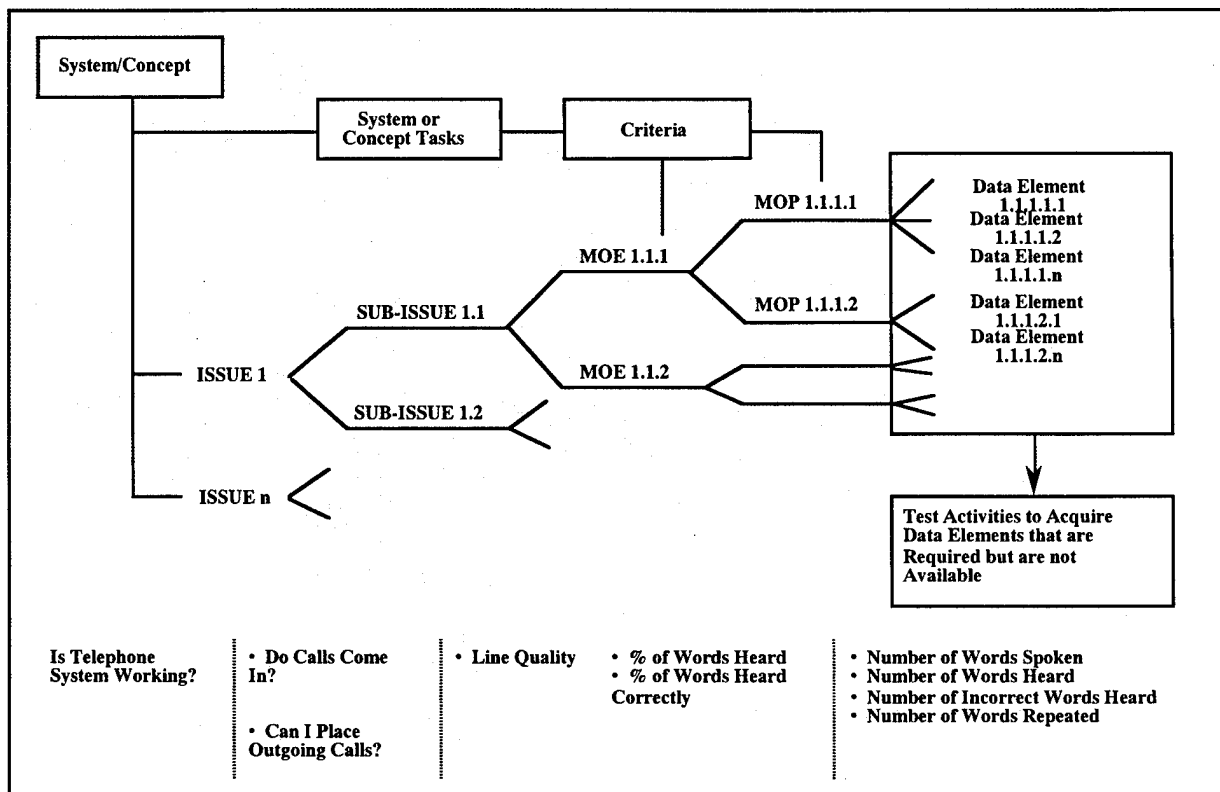 System/Concept
System or
Concept Tasks
Criteria
MOP 1.1.1.1
Data Element
1.1.1.1.1
Data Element
1.1.1.1.2
MOE 1.1.1
Data Element
1.1.1.1.n
SUB-ISSUE 1.1
MOP 1.1.1.2
Data Element
1.1.1.2.1
Data Element
1.1.1.2.n
ISSUE 1
MOE 1.1.2
SUB-ISSUE 1.2
ISSUE n
Test Activities to Acquire
Data Elements that are
Required but are not
Available
Is Telephone
System Working?
• Do Calls Come
In?
• Can I Place
Outgoing Calls?
• Line Quality
• % of Words Heard
• % of Words Heard
Correctly
• Number of Words Spoken
• Number of Words Heard
• Number of Incorrect Words Heard
• Number of Words Repeated